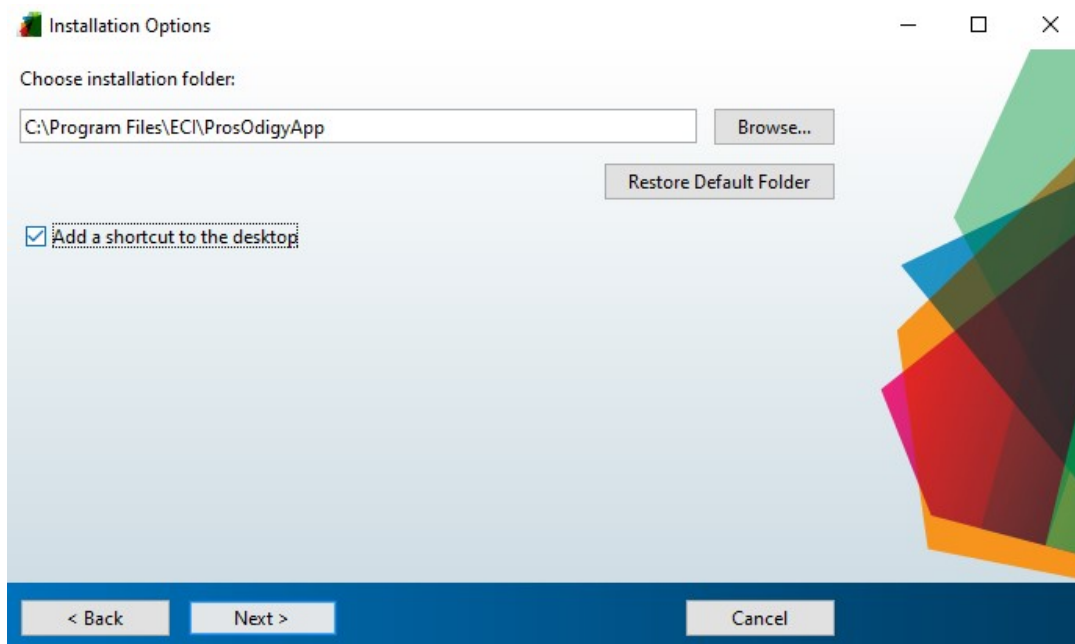 Installation Options
Choose installation folder:
C:\Program Files\ECI\ProsOdigyApp
Browse...
Restore Default Folder
Add a shortcut to the desktop
< Back
Next >
Cancel